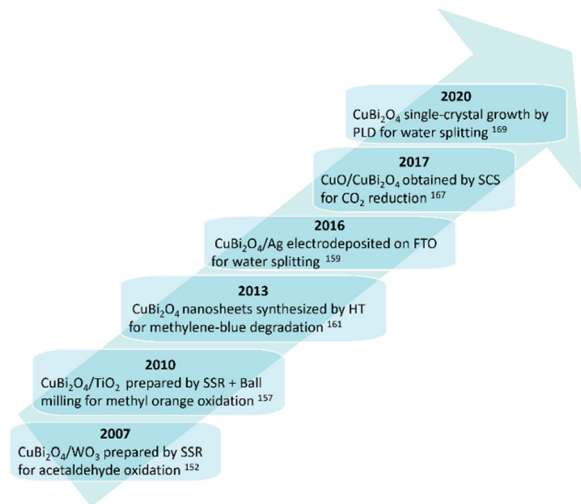 2020
CuBi₂O₄ single-crystal growth by
PLD for water splitting ¹⁶⁹
2017
CuO/CuBi₂O₄ obtained by SCS
for CO₂ reduction ¹⁶⁷
2016
CuBi₂O₄/Ag electrodeposited on FTO
for water splitting ¹⁵⁹
2013
CuBi₂O₄ nanosheets synthesized by HT
for methylene-blue degradation ¹⁶¹
2010
CuBi₂O₄/TiO₂ prepared by SSR + Ball
milling for methyl orange oxidation ¹⁵⁷
2007
CuBi₂O₄/WO₃ prepared by SSR
for acetaldehyde oxidation ¹⁵²